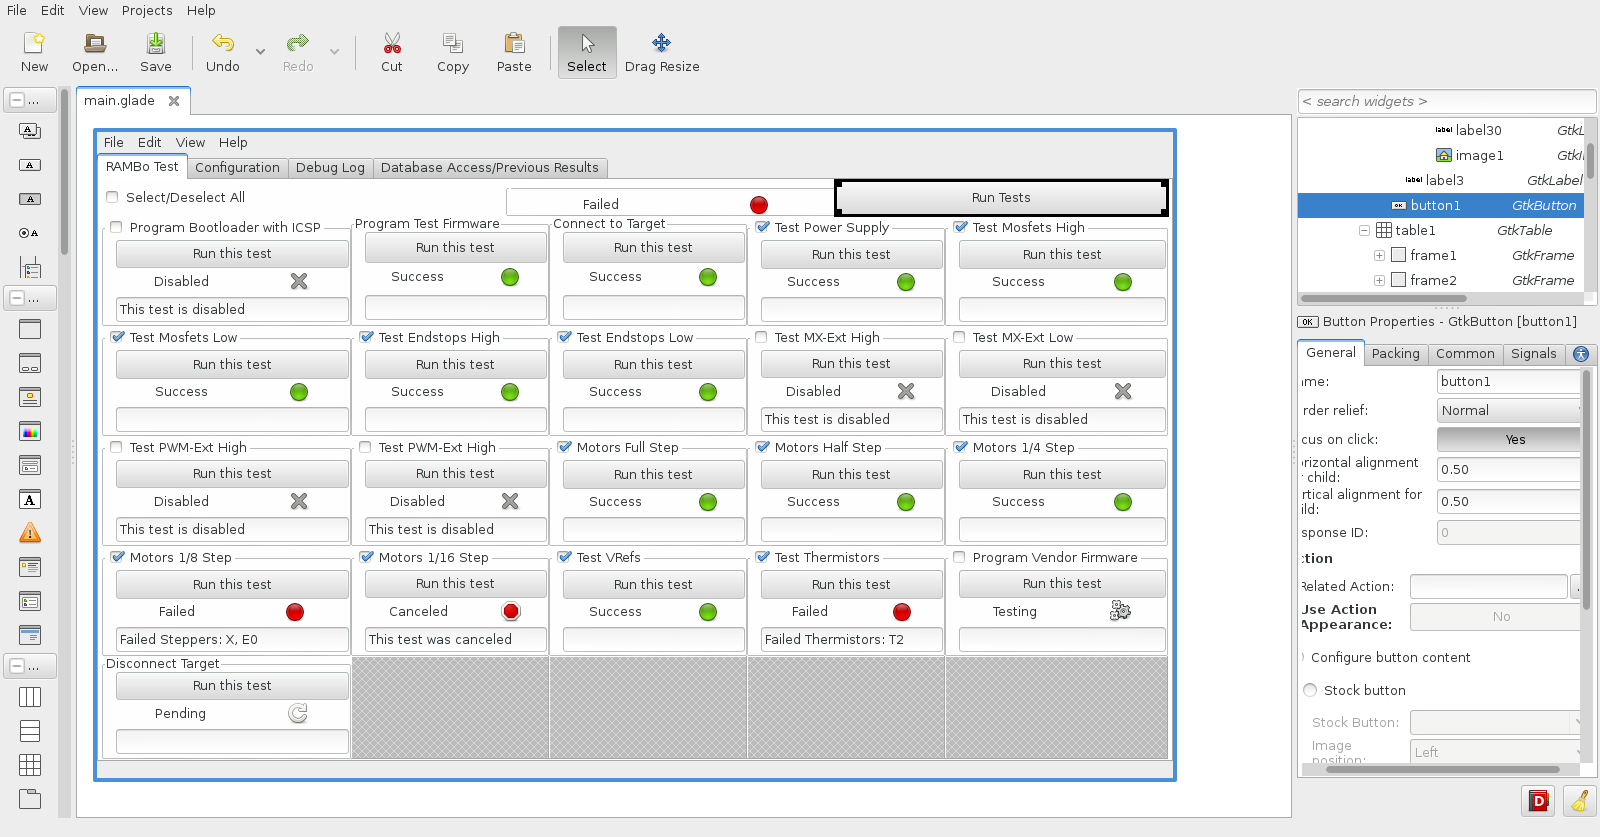 File Edit View Projects Help
New Open... Save Undo Redo Cut Copy Paste Select Drag Resize
main.glade
< search widgets >
label30 GtkL
image1 GtkI
label3 GtkLabel
button1 GtkButton
table1 GtkTable
frame1 GtkFrame
frame2 GtkFrame
File Edit View Help
RAMBo Test Configuration Debug Log Database Access/Previous Results
Select/Deselect All
Failed
Run Tests
Program Bootloader with ICSP
Run this test
Disabled
This test is disabled
Program Test Firmware
Run this test
Success
Connect to Target
Run this test
Success
Test Power Supply
Run this test
Success
Test Mosfets High
Run this test
Success
Test Mosfets Low
Run this test
Success
Test Endstops High
Run this test
Success
Test Endstops Low
Run this test
Success
Test MX-Ext High
Run this test
Disabled
This test is disabled
Test MX-Ext Low
Run this test
Disabled
This test is disabled
Test PWM-Ext High
Run this test
Disabled
This test is disabled
Test PWM-Ext High
Run this test
Disabled
This test is disabled
Motors Full Step
Run this test
Success
Motors Half Step
Run this test
Success
Motors 1/4 Step
Run this test
Success
Motors 1/8 Step
Run this test
Failed
Failed Steppers: X, E0
Motors 1/16 Step
Run this test
Canceled
This test was canceled
Test VRefs
Run this test
Success
Test Thermistors
Run this test
Failed
Failed Thermistors: T2
Program Vendor Firmware
Run this test
Testing
Disconnect Target
Run this test
Pending
Button Properties - GtkButton [button1]
General Packing Common Signals
me: button1
rder relief: Normal
cus on click: Yes
rizontal alignment
r child: 0.50
rtical alignment for
ild: 0.50
sponse ID: 0
tion
Related Action:
Use Action
Appearance: No
Configure button content
Stock button
Stock Button:
Image
position: Left